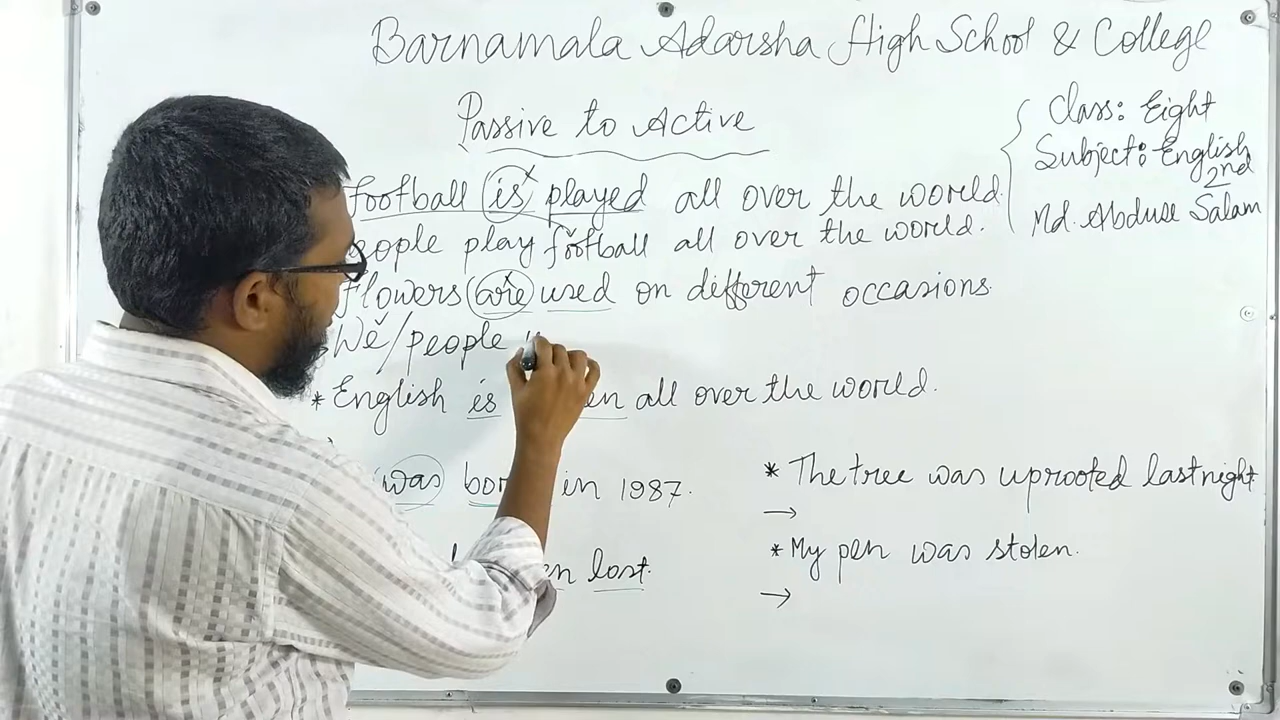 Barnamala Adarsha High School & College
Passive to Active
Class: Eight
Subject: English 2nd
Md. Abdus Salam
Football is played all over the world.
people play football all over the world.
Flowers are used on different occasions.
We/people
* English is all over the world.
was in 1987.
lost.
* The tree was uprooted last night.
→
* My pen was stolen.
→